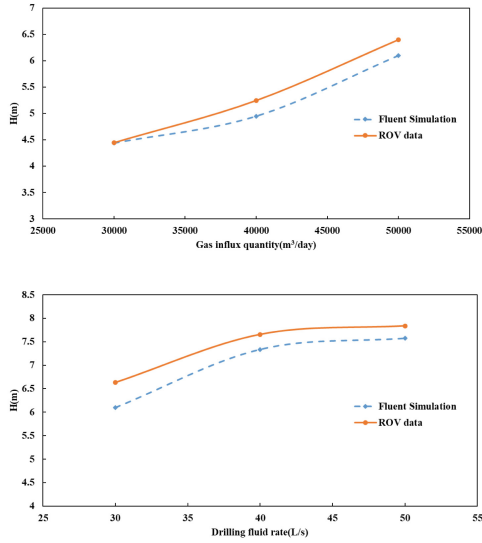 7
6.5
6
5.5
5
4.5
4
3.5
3
H(m)
25000 30000 35000 40000 45000 50000 55000
Gas influx quantity(m³/day)
Fluent Simulation
ROV data
8.5
8
7.5
7
6.5
6
5.5
5
4.5
4
H(m)
25 30 35 40 45 50 55
Drilling fluid rate(L/s)
Fluent Simulation
ROV data